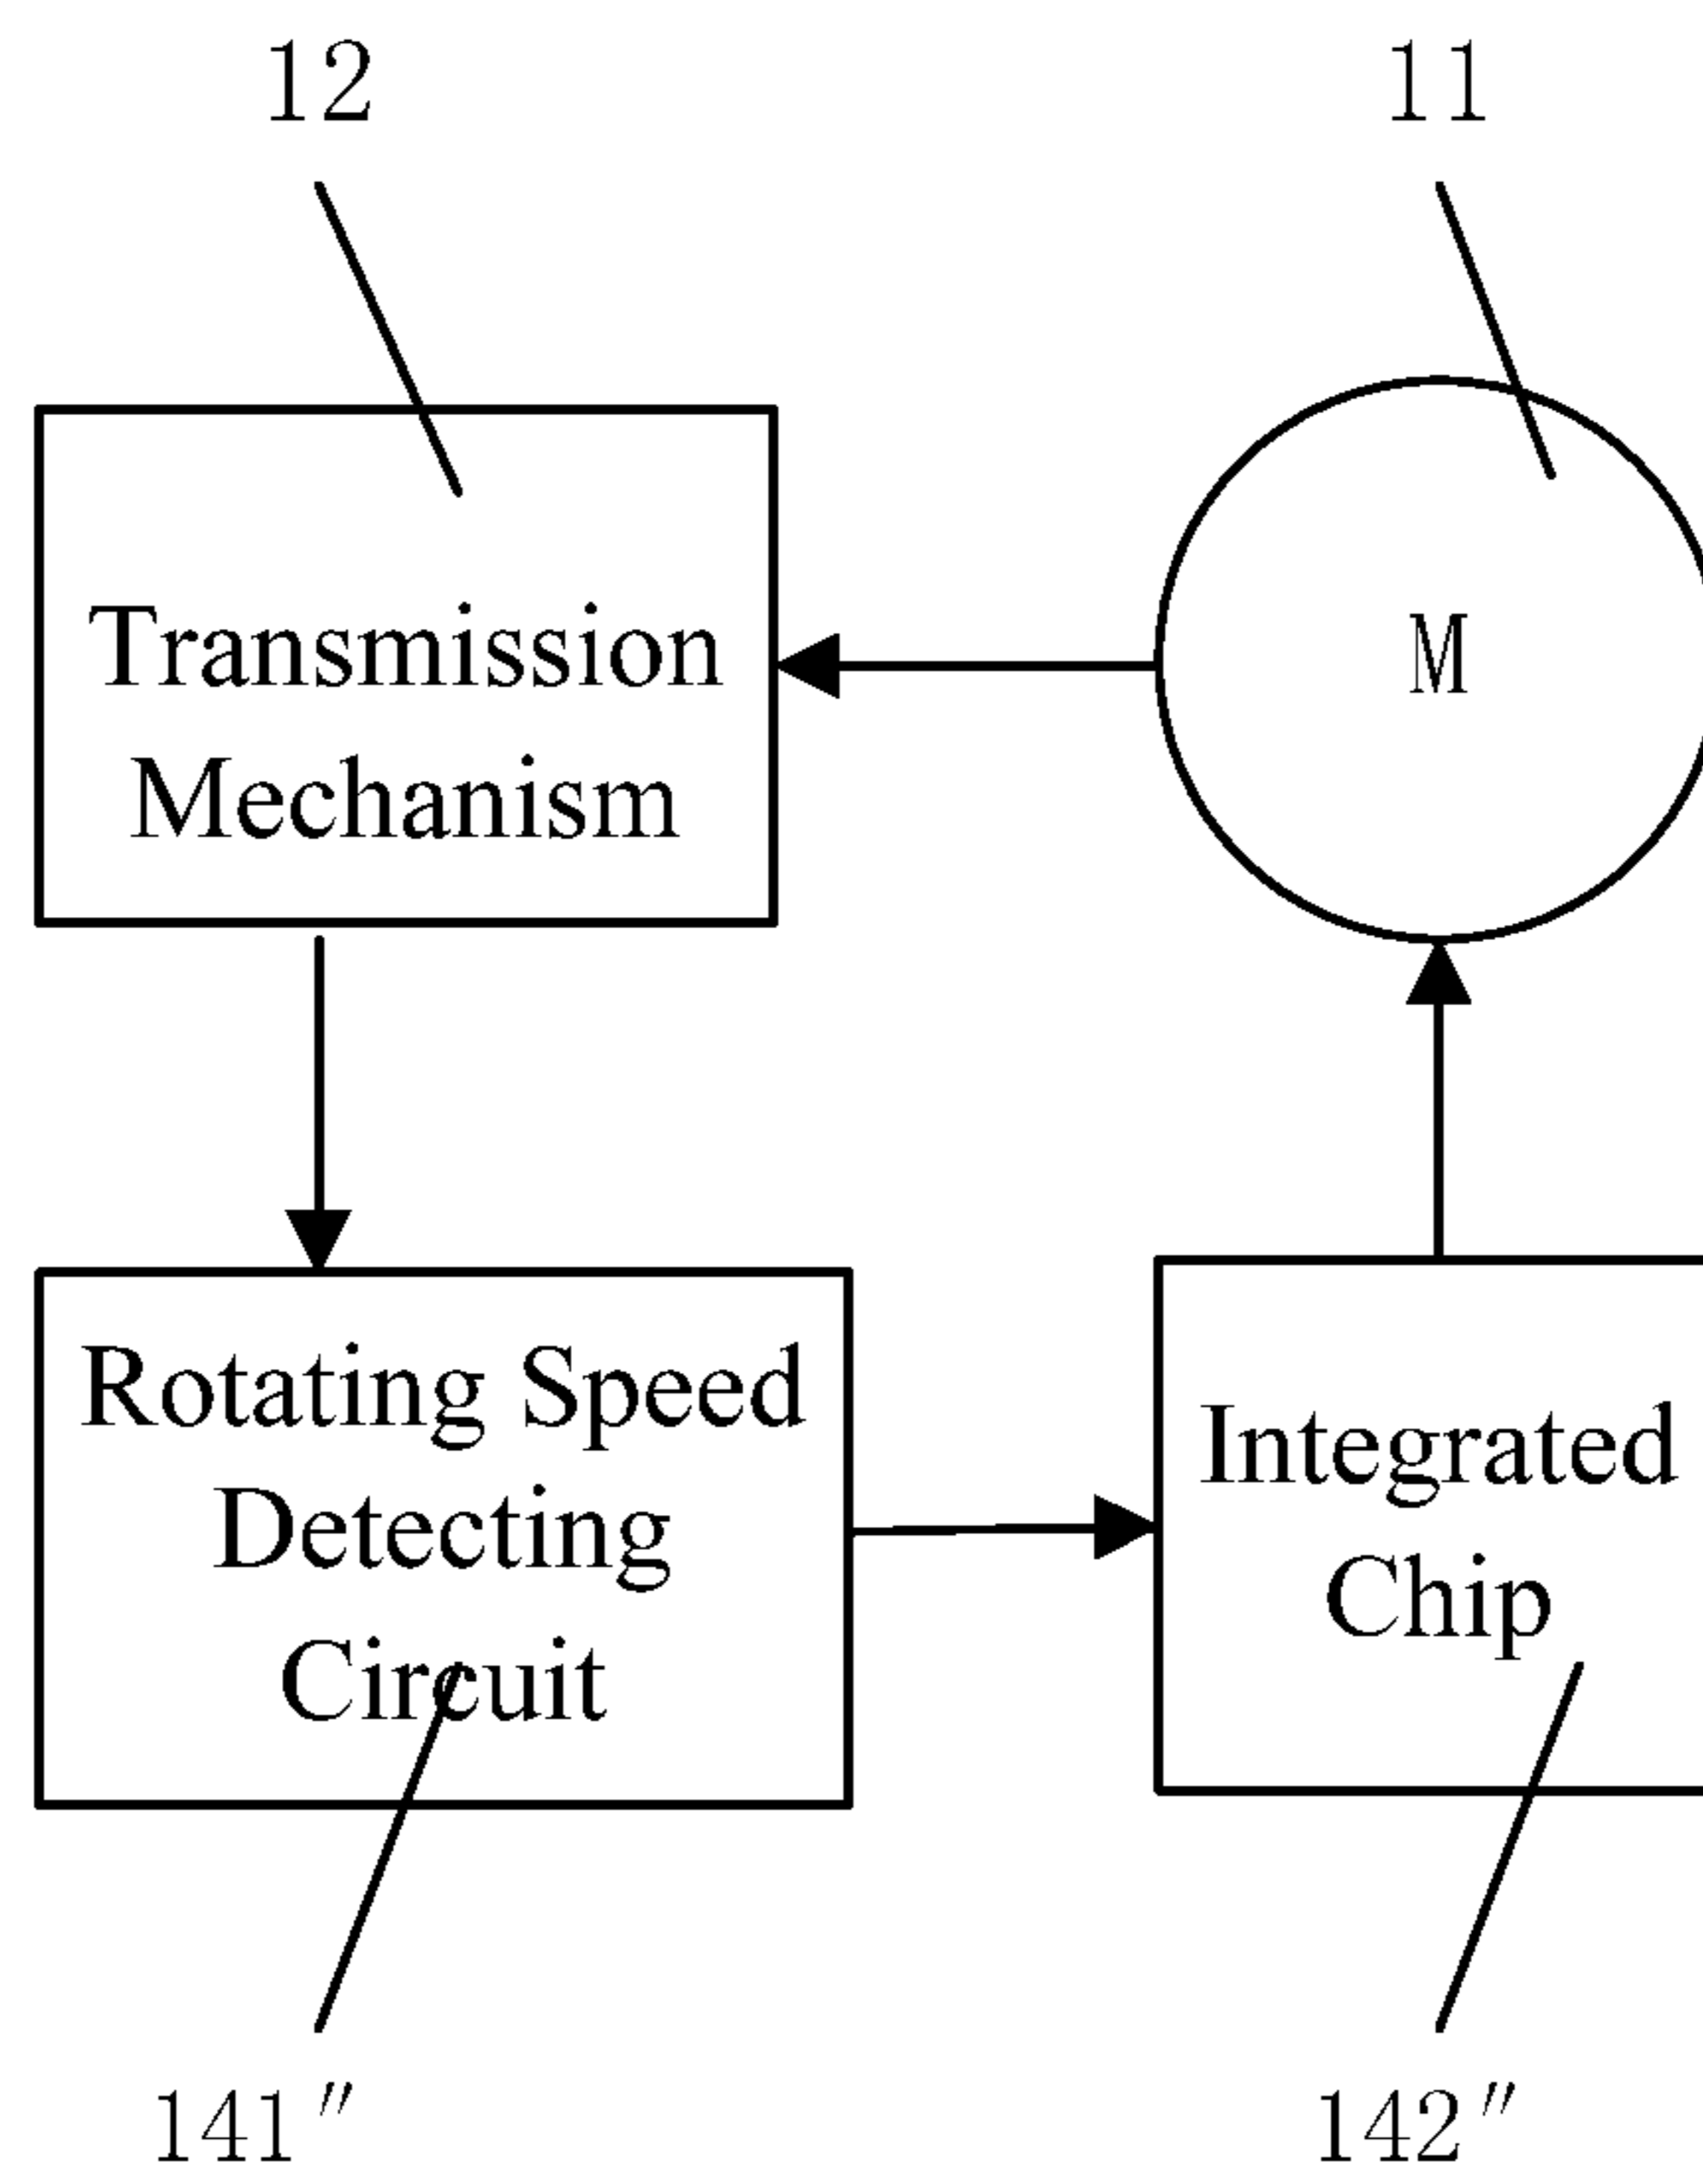 12
11
Transmission
Mechanism
M
Rotating Speed
Detecting
Circuit
Integrated
Chip
141″
142″